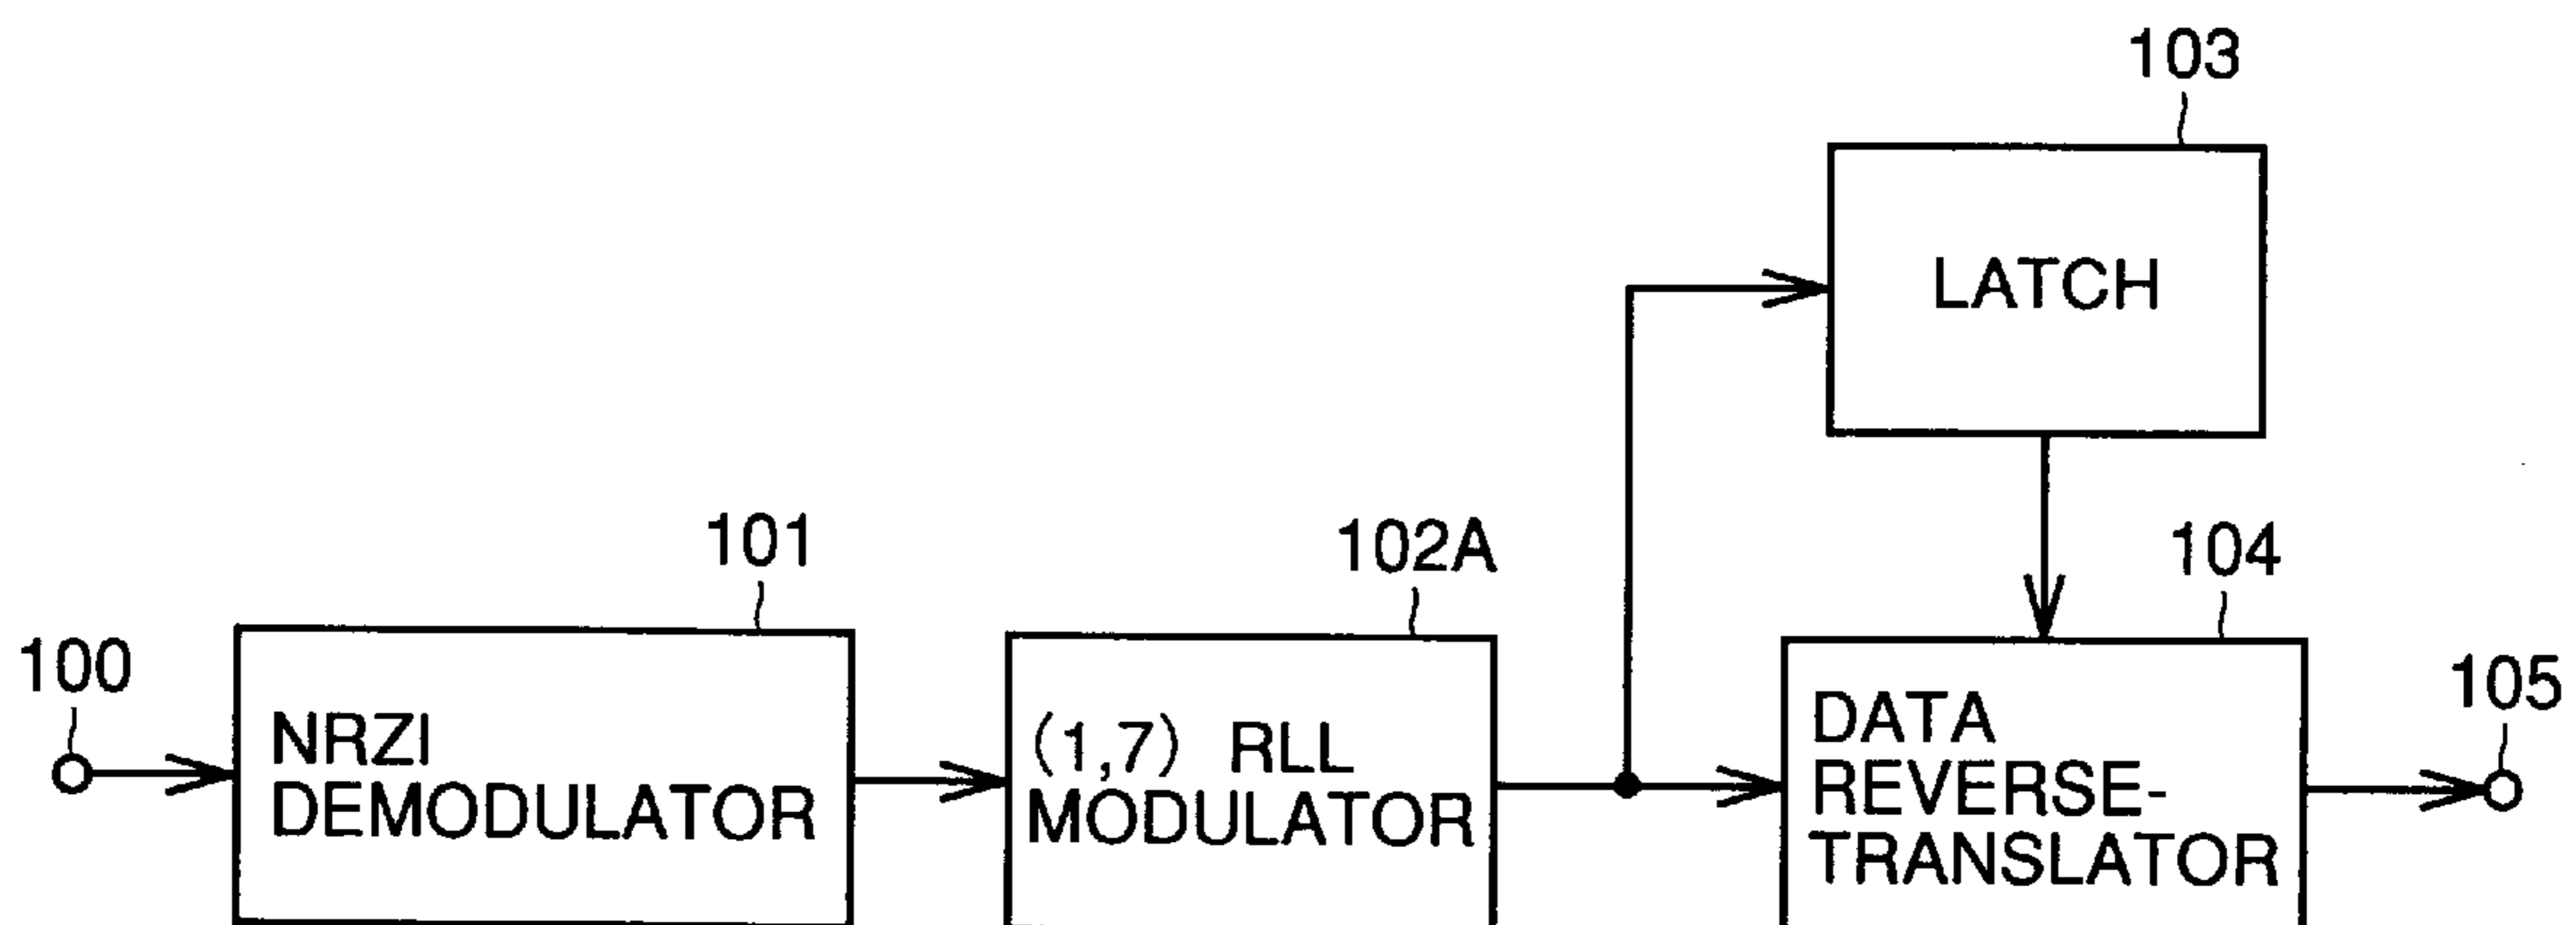 103
LATCH
101
102A
104
100
105
NRZI
DEMODULATOR
(1,7) RLL
MODULATOR
DATA
REVERSE-
TRANSLATOR